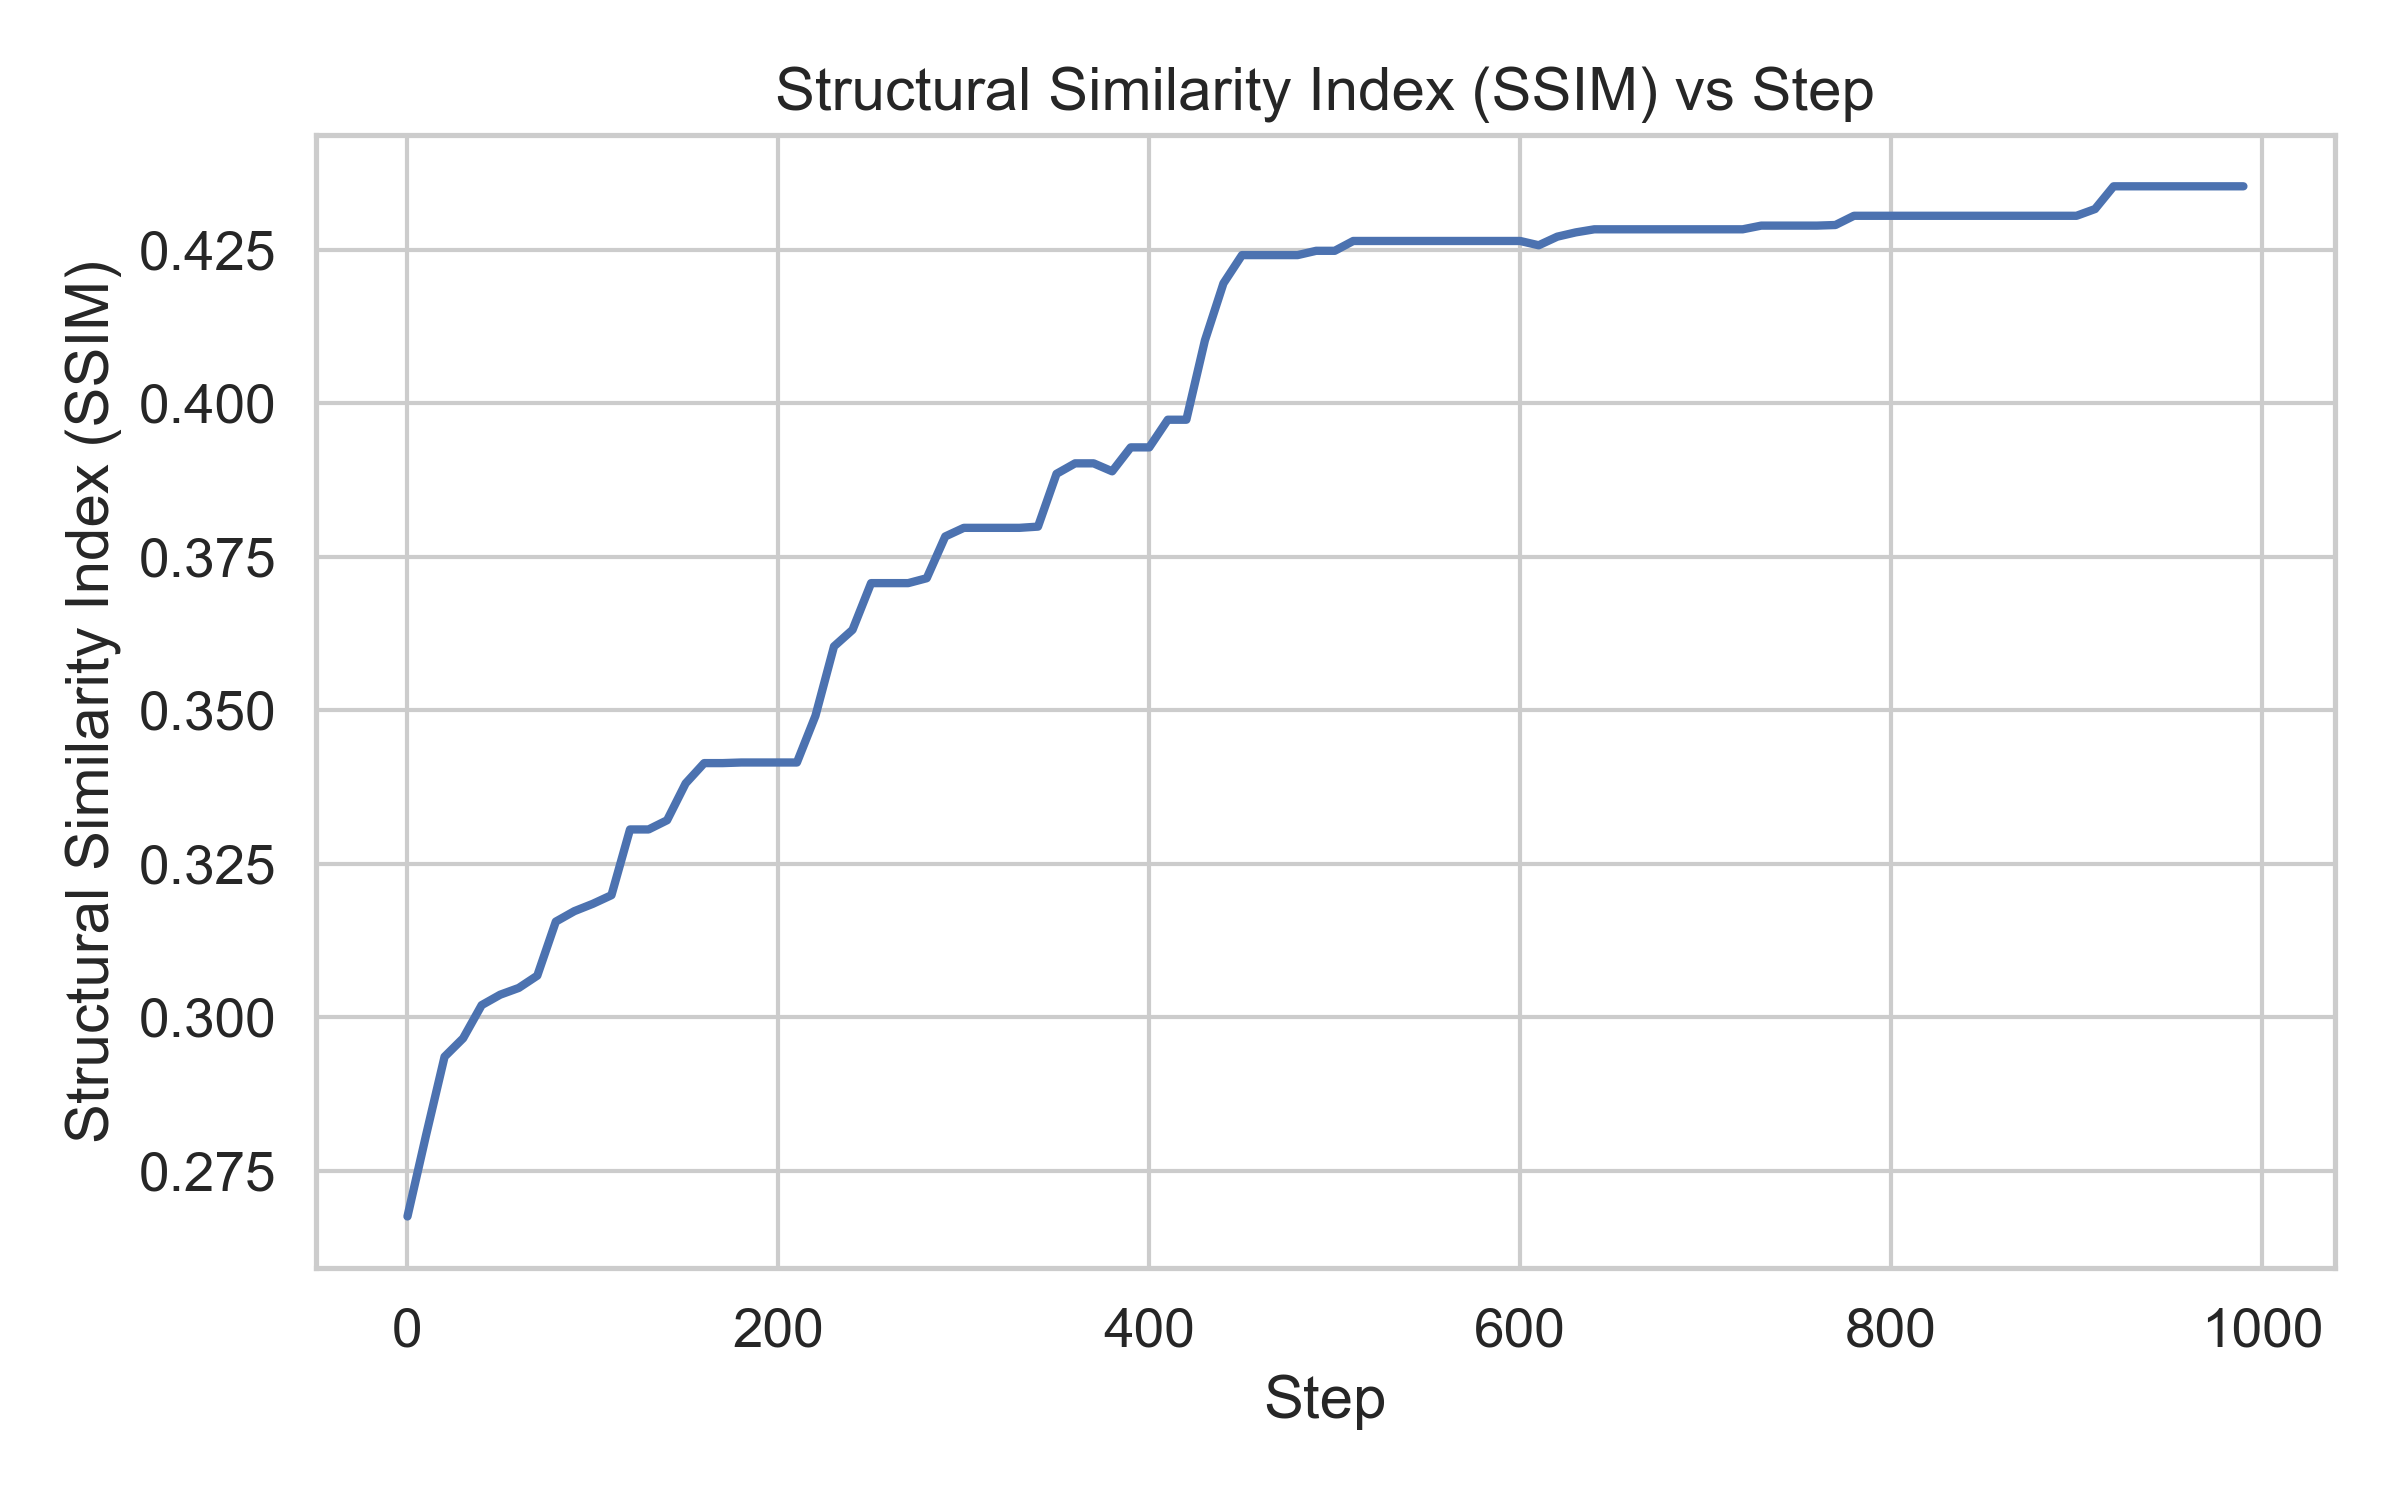 Structural Similarity Index (SSIM) vs Step
Structural Similarity Index (SSIM)
0.425
0.400
0.375
0.350
0.325
0.300
0.275
0 200 400 600 800 1000
Step